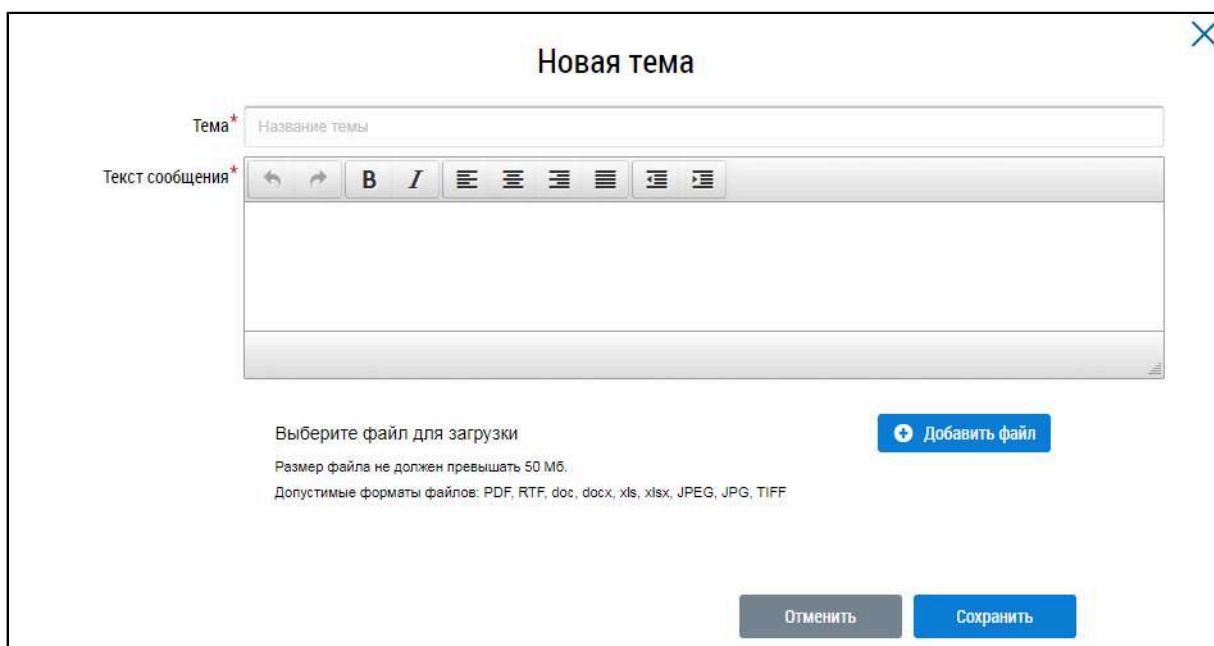 Новая тема
Тема*
Название темы
Текст сообщения*
B I
Выберите файл для загрузки
Добавить файл
Размер файла не должен превышать 50 Мб.
Допустимые форматы файлов: PDF, RTF, doc, docx, xls, xlsx, JPEG, JPG, TIFF
Отменить
Сохранить